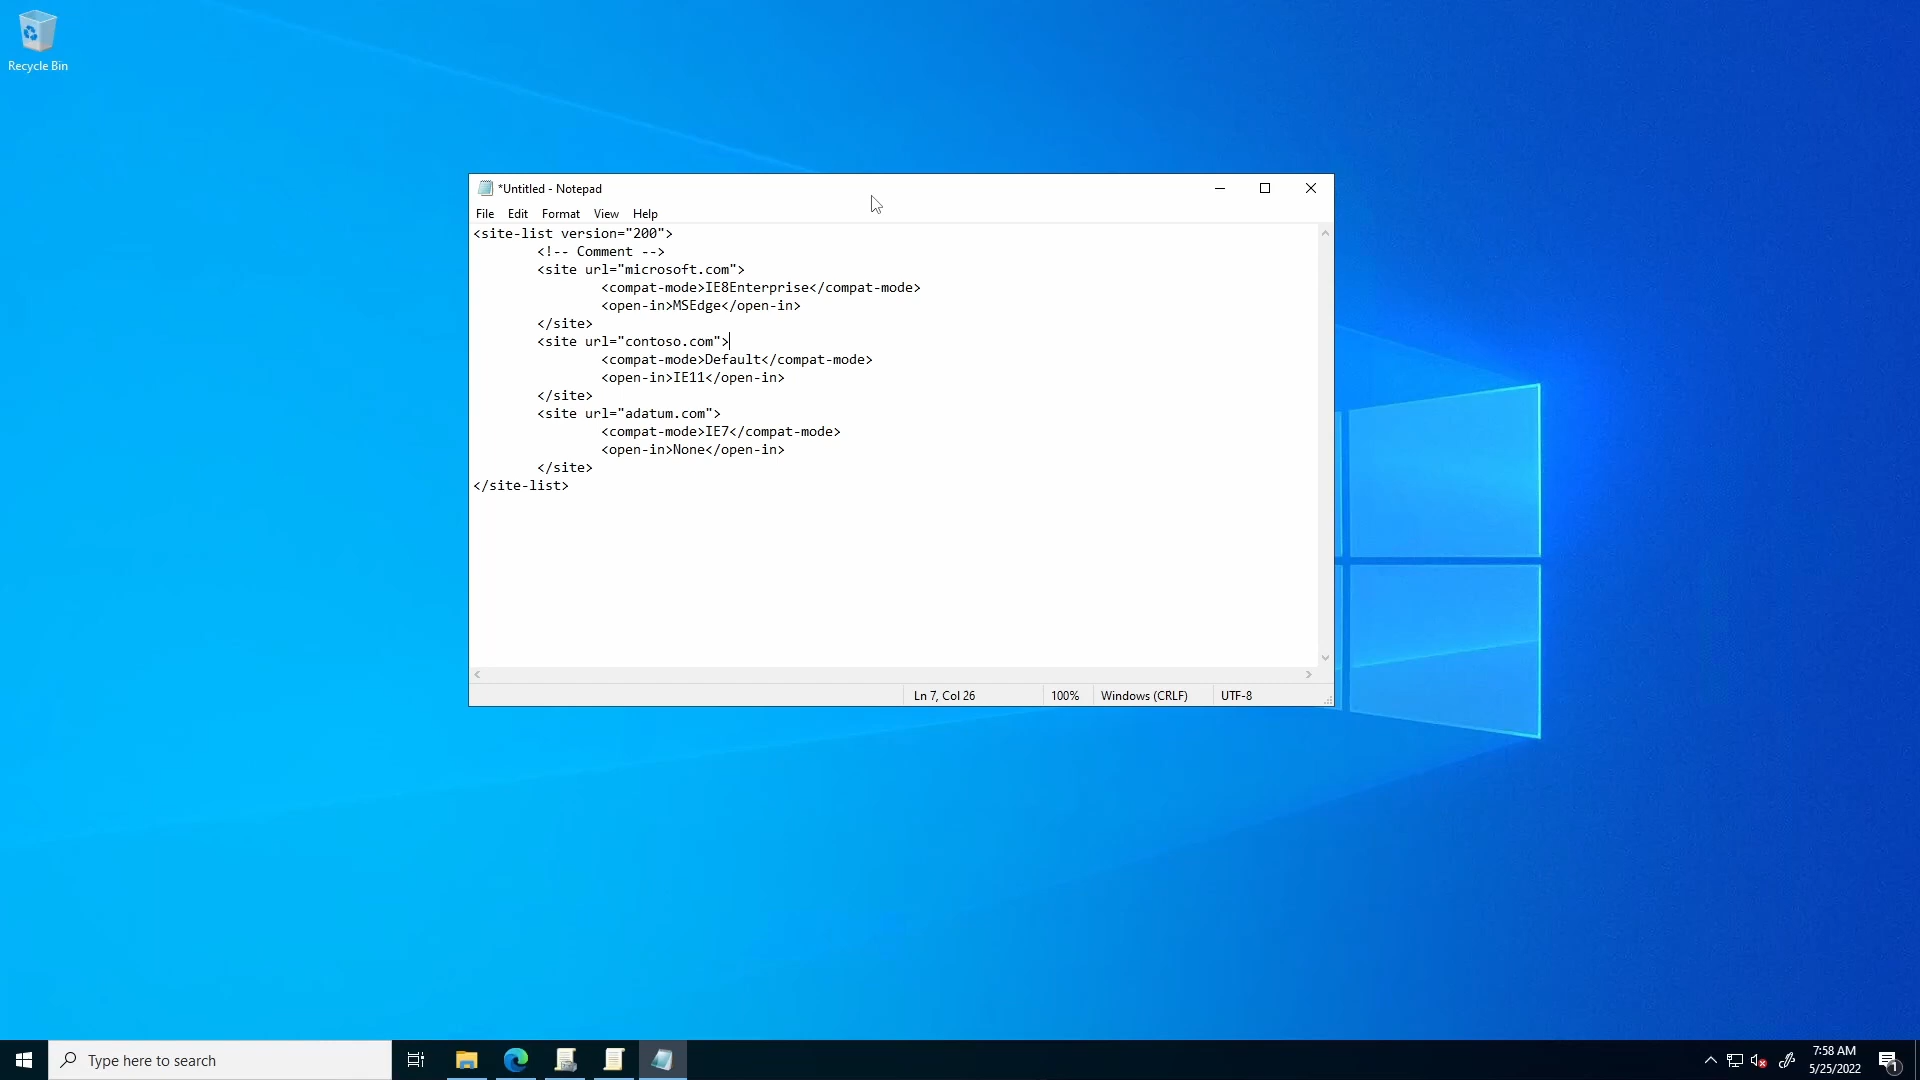 Recycle Bin
*Untitled - Notepad
File Edit Format View Help
<site-list version="200">
<!-- Comment -->
<site url="microsoft.com">
<compat-mode>IE8Enterprise</compat-mode>
<open-in>MSEdge</open-in>
</site>
<site url="contoso.com">
<compat-mode>Default</compat-mode>
<open-in>IE11</open-in>
</site>
<site url="adatum.com">
<compat-mode>IE7</compat-mode>
<open-in>None</open-in>
</site>
</site-list>
Ln 7, Col 26 100% Windows (CRLF) UTF-8
Type here to search
7:58 AM
5/25/2022
1